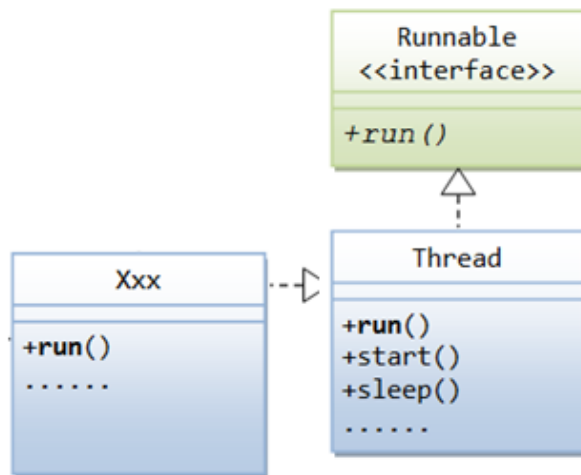 Runnable
<<interface>>
+run()
Xxx
+run()
......
Thread
+run()
+start()
+sleep()
......